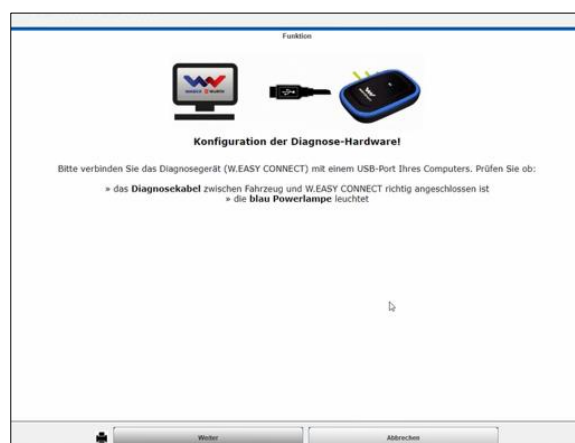 Funktion
WABCO WÜRTH
Konfiguration der Diagnose-Hardware!
Bitte verbinden Sie das Diagnosegerät (W.EASY CONNECT) mit einem USB-Port Ihres Computers. Prüfen Sie ob:
» das Diagnosekabel zwischen Fahrzeug und W.EASY CONNECT richtig angeschlossen ist
» die blau Powerlampe leuchtet
Weiter Abbrechen